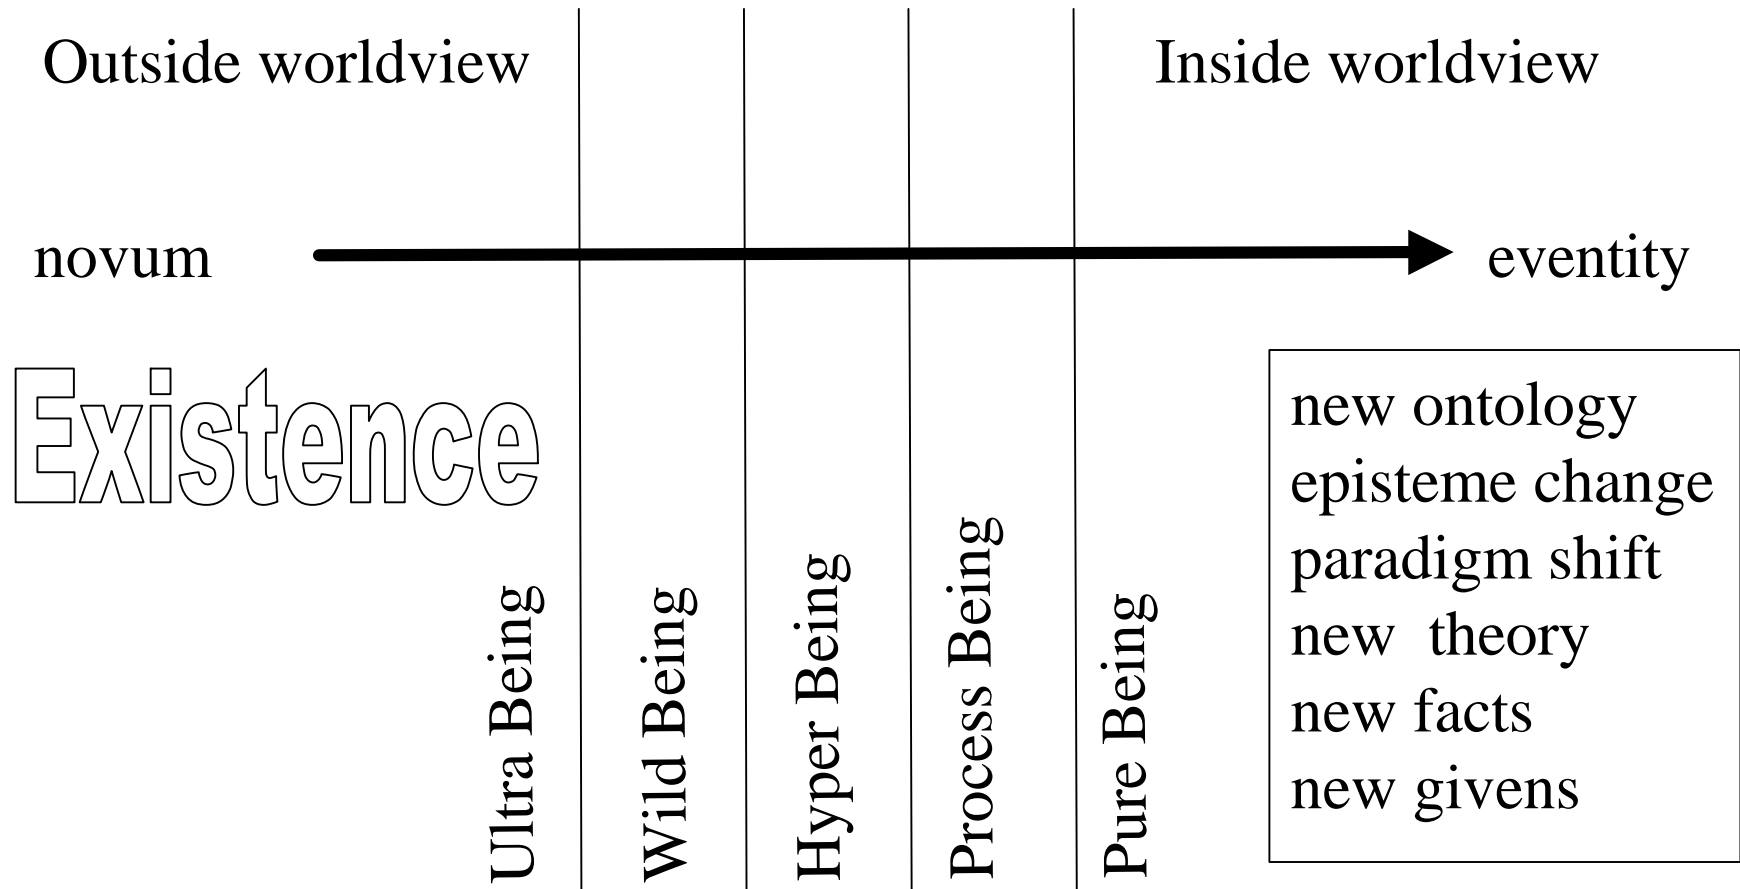 Outside worldview
Inside worldview
novum
eventity
Existence
Ultra Being
Wild Being
Hyper Being
Process Being
Pure Being
new ontology
episteme change
paradigm shift
new theory
new facts
new givens